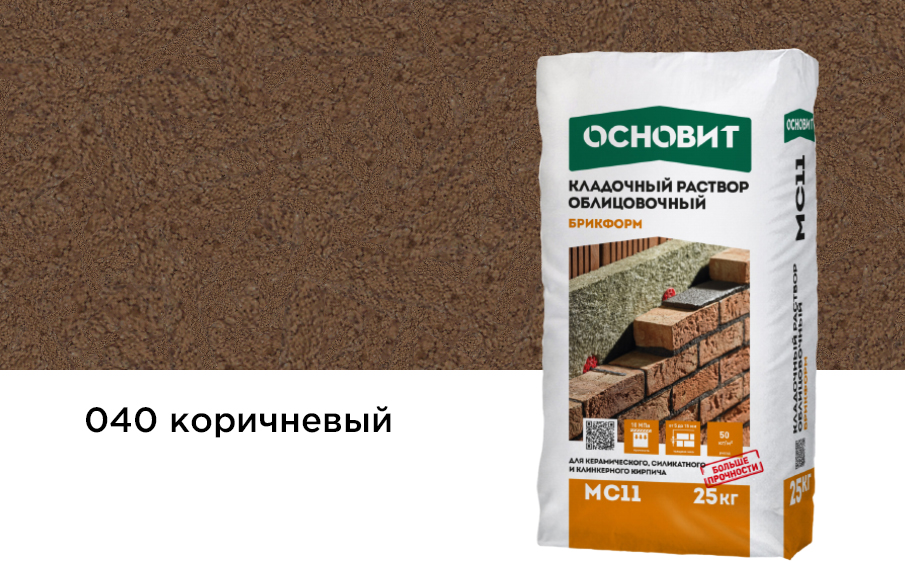 040 коричневый
ОСНОВИТ
КЛАДОЧНЫЙ РАСТВОР
ОБЛИЦОВОЧНЫЙ
БРИКФОРМ
ДЛЯ КЕРАМИЧЕСКОГО, СИЛИКАТНОГО
И КЛИНКЕРНОГО КИРПИЧА
БОЛЬШЕ
ПРОЧНОСТИ
MC11
25КГ
ОСНОВИТ
MC11
КЛАДОЧНЫЙ РАСТВОР
ОБЛИЦОВОЧНЫЙ
БРИКФОРМ
25КГ